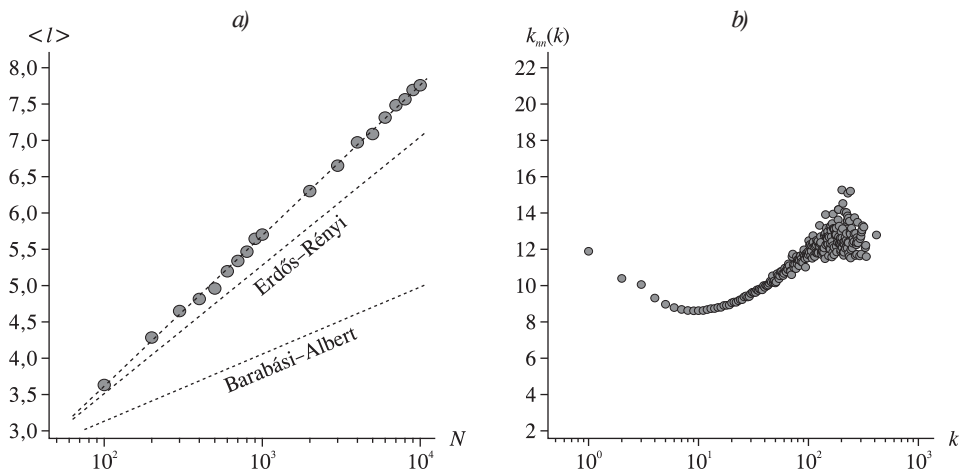 a)
<l>
8,0
7,5
7,0
6,5
6,0
5,5
5,0
4,5
4,0
3,5
3,0
Erdős–Rényi
Barabási–Albert
10² 10³ 10⁴ N
b)
kₙₙ(k)
22
20
18
16
14
12
10
8
6
4
2
10⁰ 10¹ 10² 10³ k